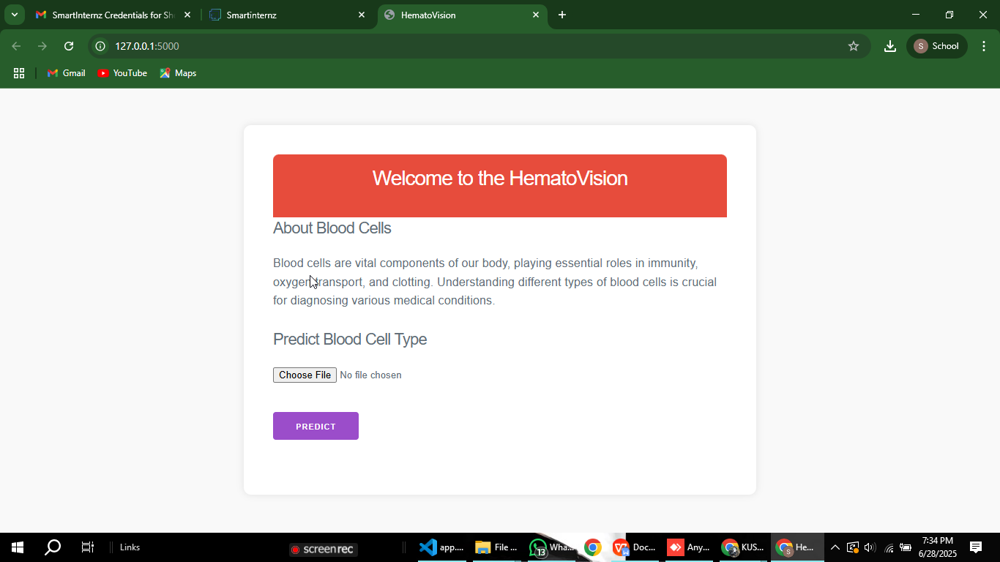 SmartInternz Credentials for Sh
Smartinternz
HematoVision
127.0.0.1:5000
S School
Gmail
YouTube
Maps
Welcome to the HematoVision
About Blood Cells
Blood cells are vital components of our body, playing essential roles in immunity,
oxygen transport, and clotting. Understanding different types of blood cells is crucial
for diagnosing various medical conditions.
Predict Blood Cell Type
Choose File No file chosen
PREDICT
Links
screenrec
app....
File ...
13
Wha...
Doc...
Any...
KUS...
S
He...
7:34 PM
6/28/2025